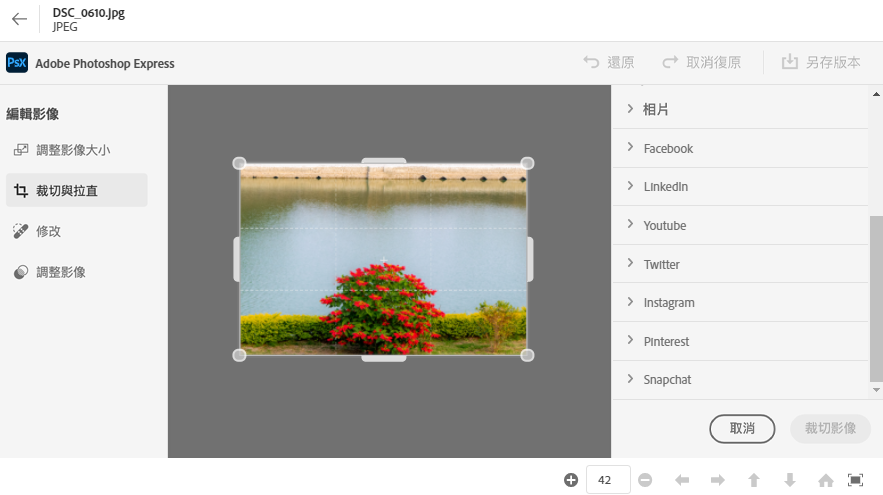 DSC_0610.jpg
JPEG
PsX Adobe Photoshop Express
還原 取消復原 另存版本
編輯影像
調整影像大小
裁切與拉直
修改
調整影像
相片
Facebook
LinkedIn
Youtube
Twitter
Instagram
Pinterest
Snapchat
取消 裁切影像
42